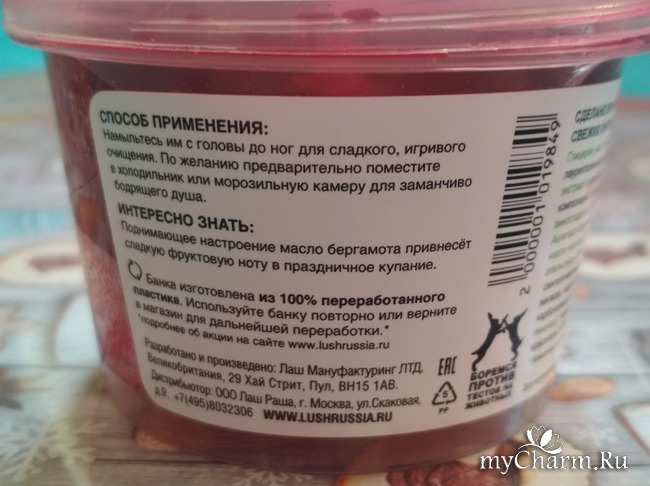 СПОСОБ ПРИМЕНЕНИЯ:
Намыльтесь им с головы до ног для сладкого, игривого
очищения. По желанию предварительно поместите
в холодильник или морозильную камеру для заманчиво
бодрящего душа.
ИНТЕРЕСНО ЗНАТЬ:
Поднимающее настроение масло бергамота привнесёт
сладкую фруктовую ноту в праздничное купание.
Банка изготовлена из 100% переработанного
пластика. Используйте банку повторно или верните
в магазин для дальнейшей переработки.*
*подробнее об акции на сайте www.lushrussia.ru
Разработано и произведено: Лаш Мануфактуринг ЛТД,
Великобритания, 29 Хай Стрит, Пул, BH15 1AB.
Дистрибьютор: ООО Лаш Раша, г. Москва, ул.Скаковая,
д.9, +7(495)8032306
WWW.LUSHRUSSIA.RU
EAC
5
PP
2 000001 019849
БОРЕМСЯ
ПРОТИВ
ТЕСТОВ НА
ЖИВОТНЫХ
СДЕЛАНО
СВЕЖИХ
myCharm.Ru